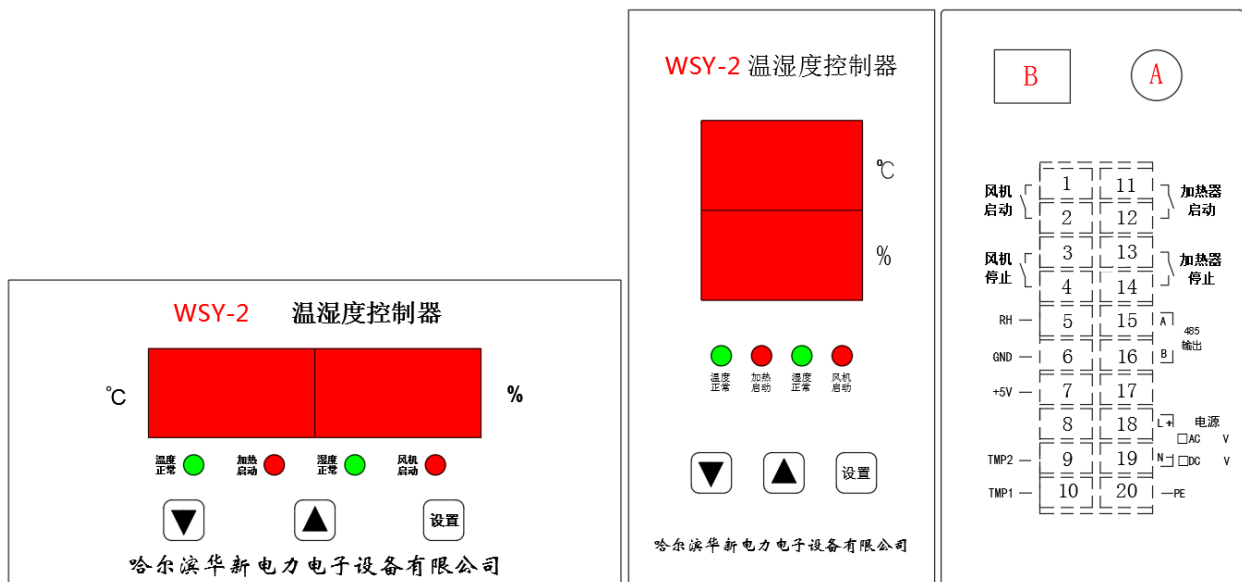 WSY-2 温湿度控制器
℃ %
温度正常 加热启动 湿度正常 风机启动
▼ ▲ 设置
哈尔滨华新电力电子设备有限公司
WSY-2 温湿度控制器
℃
%
温度正常 加热启动 湿度正常 风机启动
▼ ▲ 设置
哈尔滨华新电力电子设备有限公司
B A
风机启动 1 11 加热器启动
2 12
风机停止 3 13 加热器停止
4 14
RH 5 15 A 485输出
GND 6 16 B
+5V 7 17
8 18 L + 电源
□AC V
TMP2 9 19 N - □DC V
TMP1 10 20 PE